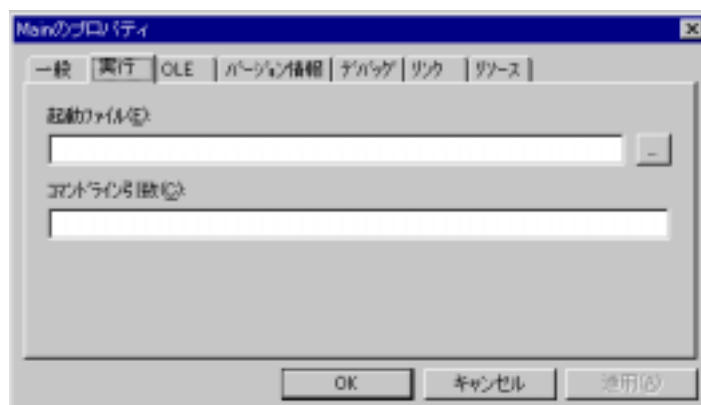 Mainのプロパティ
一般 実行 OLE バージョン情報 デバッグ リンク リソース
起動ファイル(E):
...
コマンドライン引数(C):
OK キャンセル 適用(A)